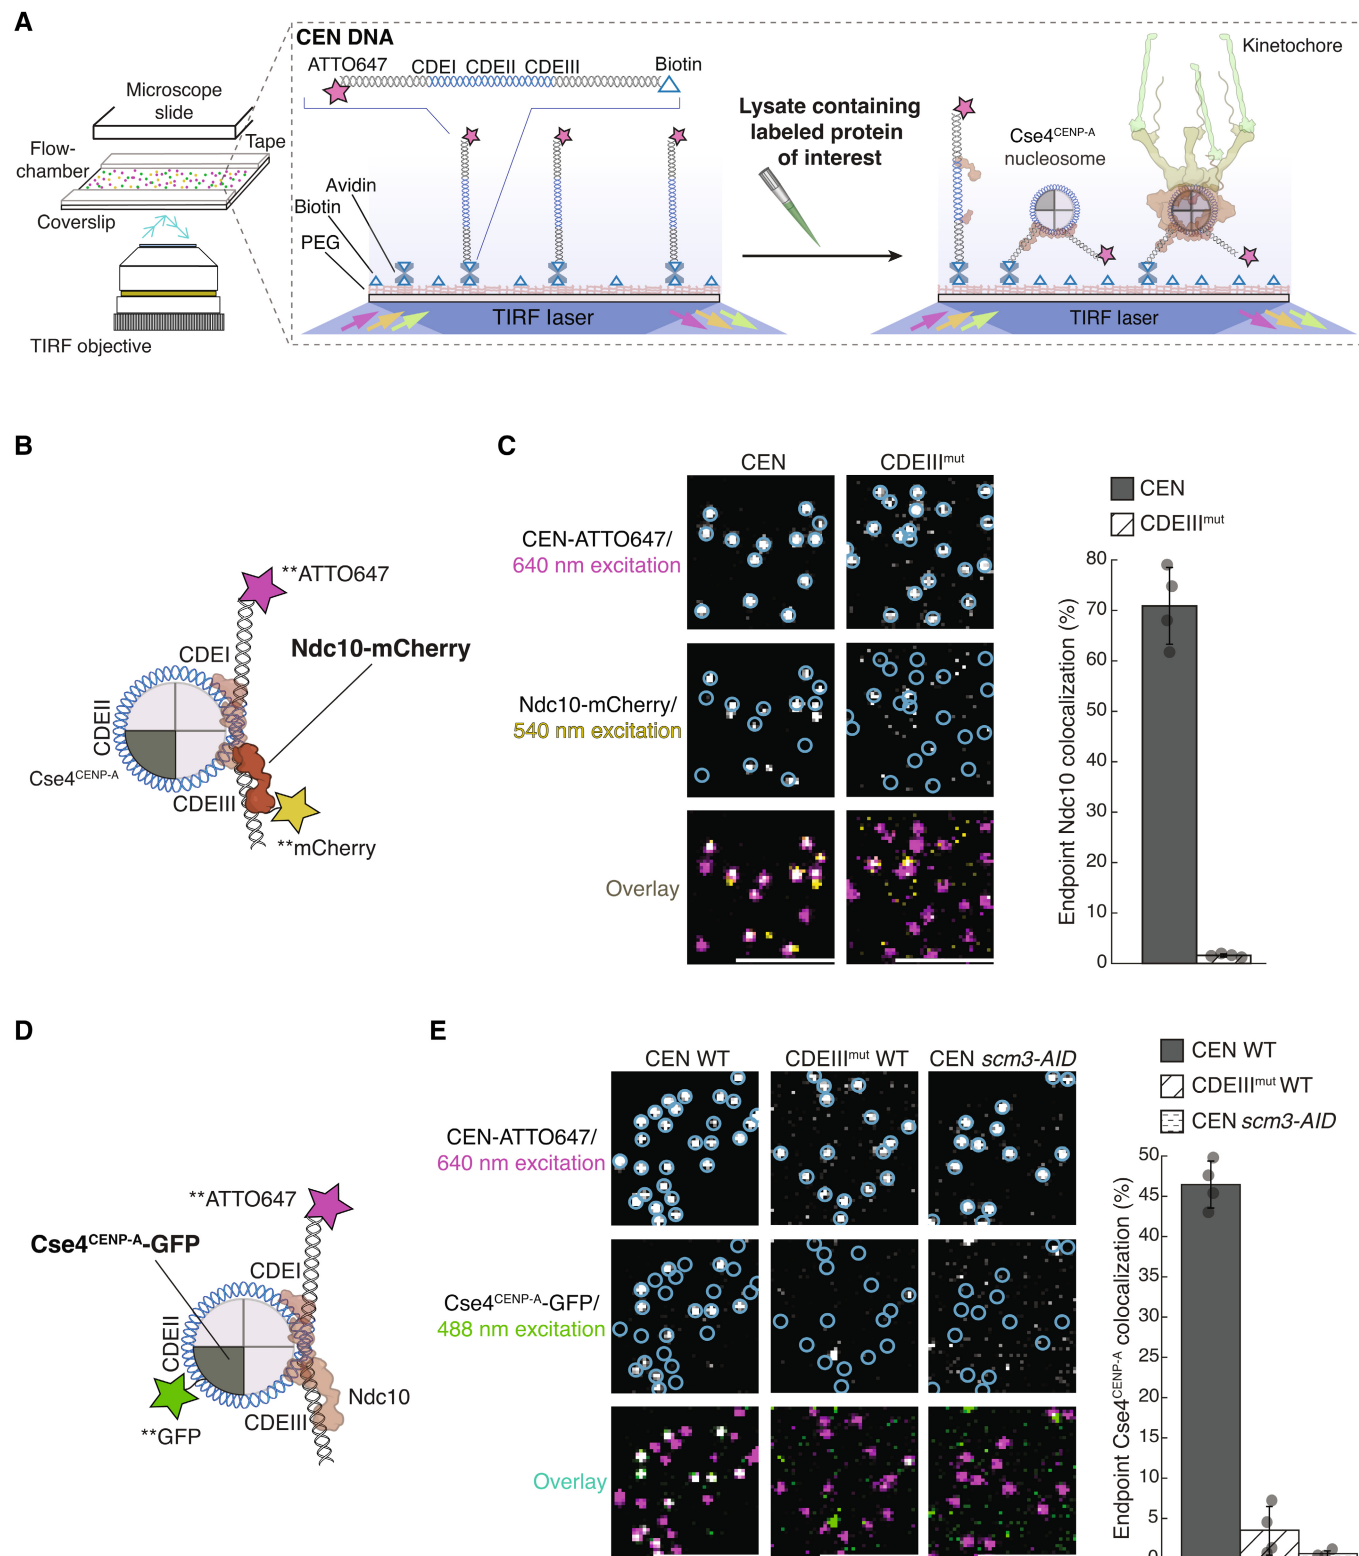 A
CEN DNA
ATTO647
CDEI CDEII CDEIII
Biotin
Microscope
slide
Tape
Flow-
chamber
Coverslip
TIRF objective
Avidin
Biotin
PEG
TIRF laser
Lysate containing
labeled protein
of interest
Kinetochore
Cse4CENP-A
nucleosome
TIRF laser
B
**ATTO647
CDEI
Ndc10-mCherry
CDEII
Cse4CENP-A
CDEIII
**mCherry
C
CEN
CDEIIImut
CEN-ATTO647/
640 nm excitation
Ndc10-mCherry/
540 nm excitation
Overlay
CEN
CDEIIImut
Endpoint Ndc10 colocalization (%)
80
70
60
50
40
30
20
10
0
D
**ATTO647
Cse4CENP-A-GFP
CDEI
CDEII
Ndc10
CDEIII
**GFP
E
CEN WT
CDEIIImut WT
CEN scm3-AID
CEN-ATTO647/
640 nm excitation
Cse4CENP-A-GFP/
488 nm excitation
Overlay
CEN WT
CDEIIImut WT
CEN scm3-AID
Endpoint Cse4CENP-A colocalization (%)
50
45
40
35
30
25
20
15
10
5
0